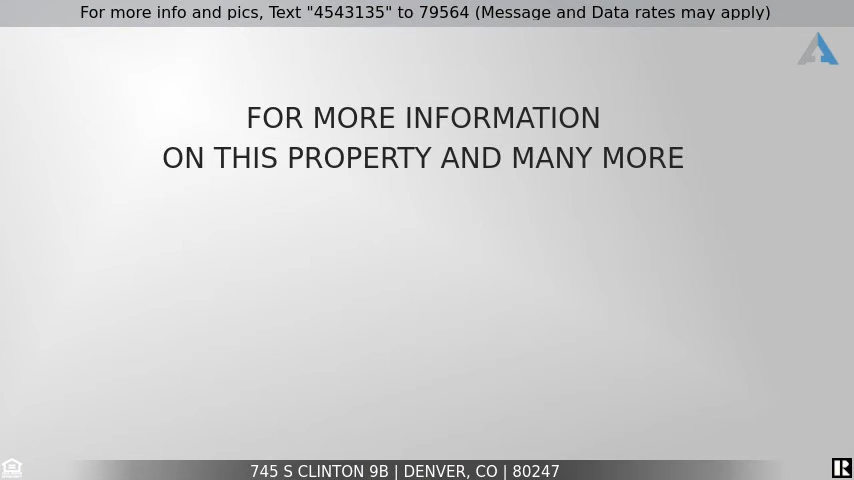 For more info and pics, Text "4543135" to 79564 (Message and Data rates may apply)
FOR MORE INFORMATION
ON THIS PROPERTY AND MANY MORE
745 S CLINTON 9B | DENVER, CO | 80247